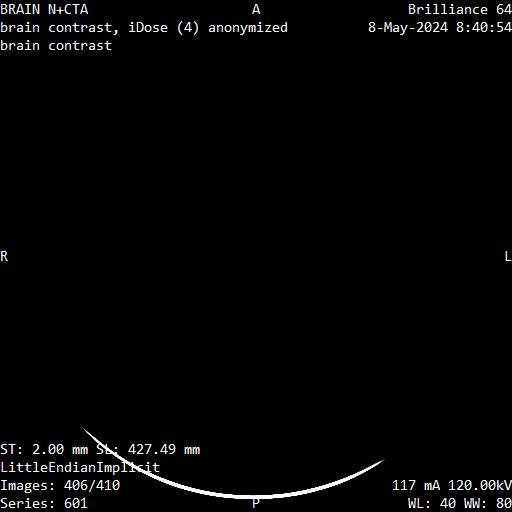 BRAIN N+CTA
A
Brilliance 64
brain contrast, iDose (4) anonymized
8-May-2024 8:40:54
brain contrast
R
L
ST: 2.00 mm SL: 427.49 mm
LittleEndianImplicit
Images: 406/410
117 mA 120.00kV
Series: 601
P
WL: 40 WW: 80